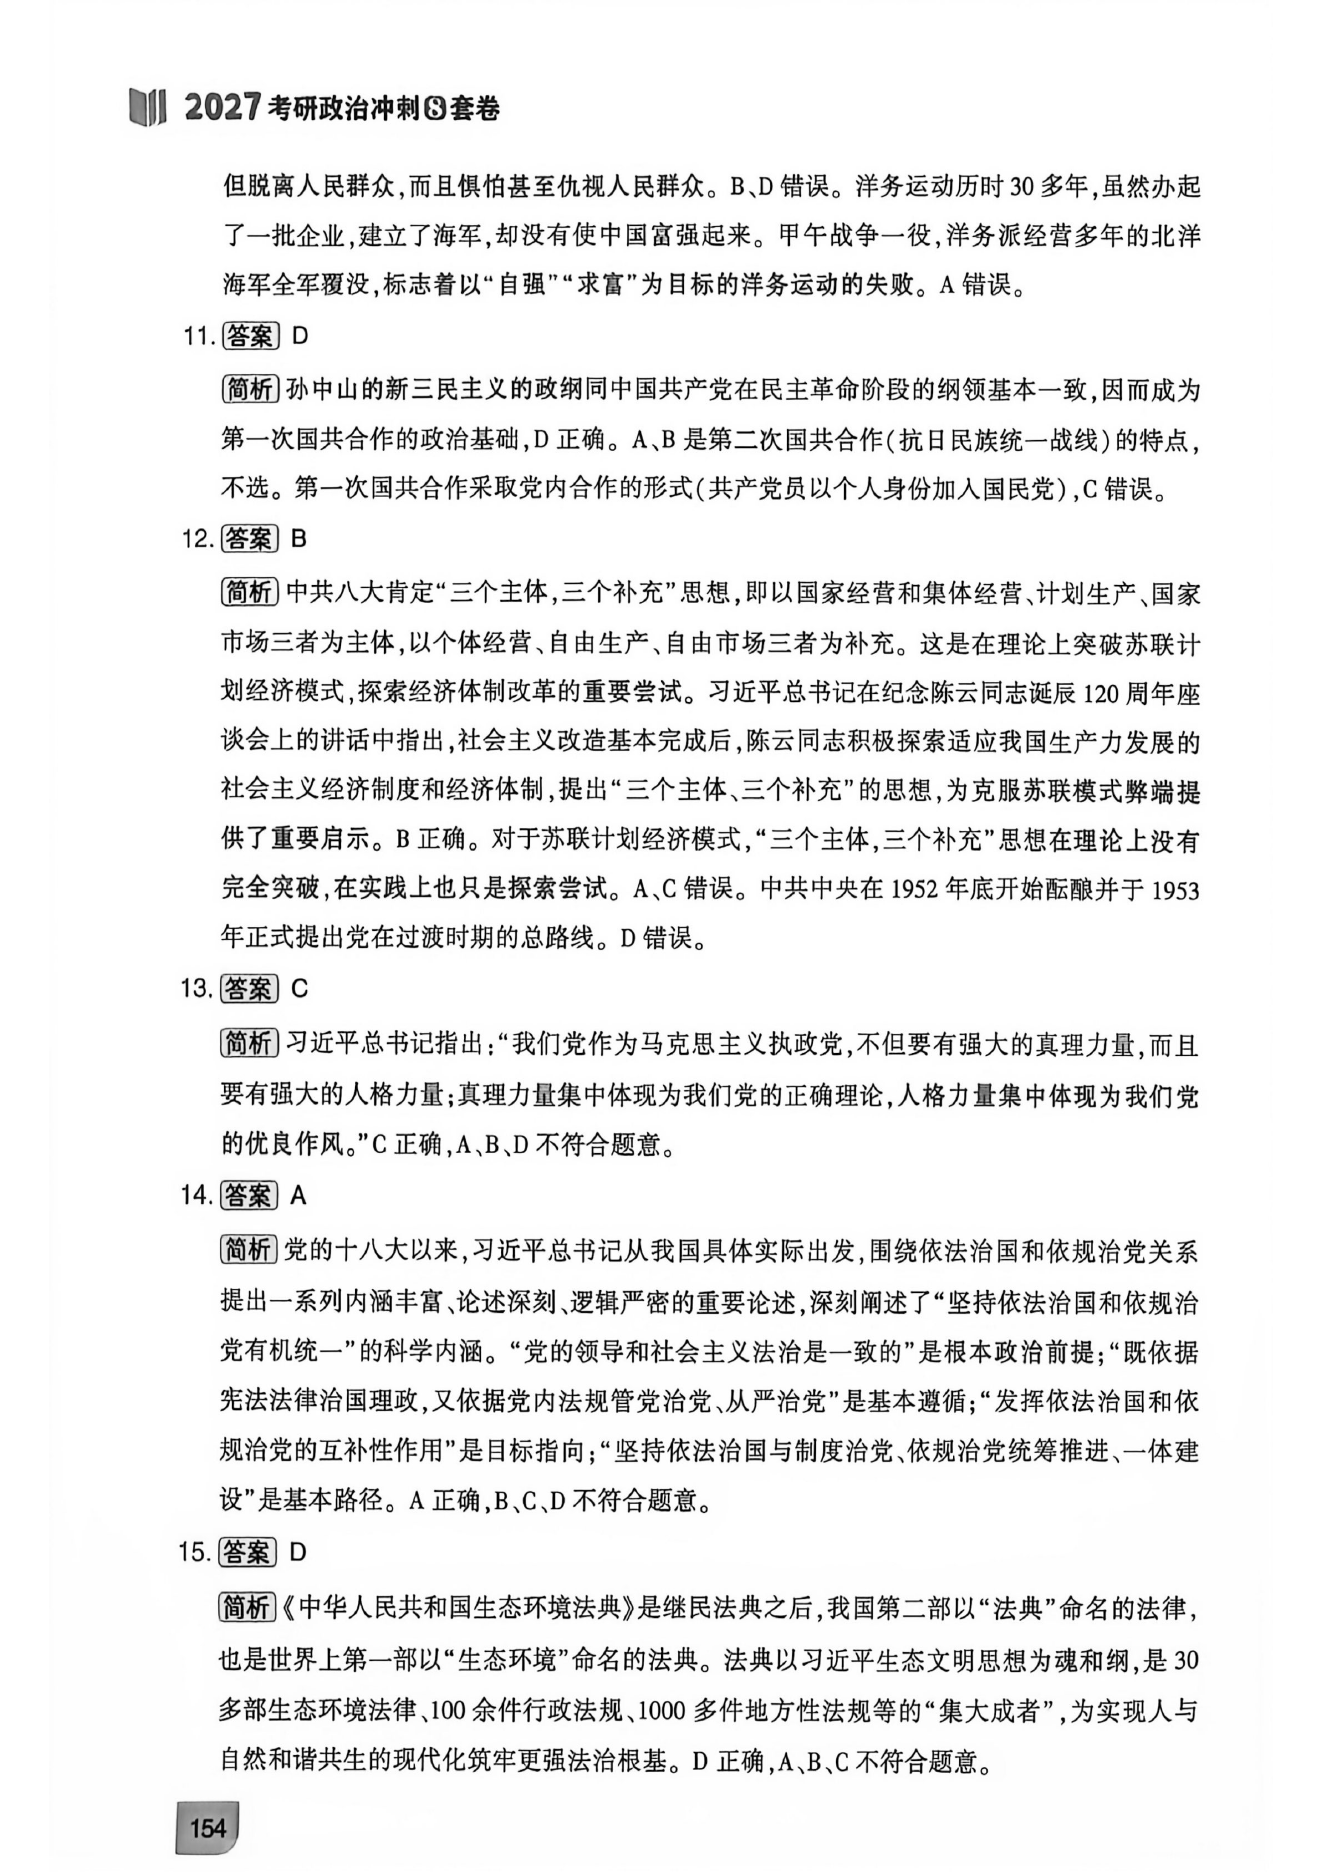 2027考研政治冲刺8套卷
但脱离人民群众,而且惧怕甚至仇视人民群众。B、D 错误。洋务运动历时 30 多年,虽然办起
了一批企业,建立了海军,却没有使中国富强起来。甲午战争一役,洋务派经营多年的北洋
海军全军覆没,标志着以“自强”“求富”为目标的洋务运动的失败。A 错误。
11. 答案 D
简析 孙中山的新三民主义的政纲同中国共产党在民主革命阶段的纲领基本一致,因而成为
第一次国共合作的政治基础,D 正确。A、B 是第二次国共合作(抗日民族统一战线)的特点,
不选。第一次国共合作采取党内合作的形式(共产党员以个人身份加入国民党),C 错误。
12. 答案 B
简析 中共八大肯定“三个主体,三个补充”思想,即以国家经营和集体经营、计划生产、国家
市场三者为主体,以个体经营、自由生产、自由市场三者为补充。这是在理论上突破苏联计
划经济模式,探索经济体制改革的重要尝试。习近平总书记在纪念陈云同志诞辰 120 周年座
谈会上的讲话中指出,社会主义改造基本完成后,陈云同志积极探索适应我国生产力发展的
社会主义经济制度和经济体制,提出“三个主体、三个补充”的思想,为克服苏联模式弊端提
供了重要启示。B 正确。对于苏联计划经济模式,“三个主体,三个补充”思想在理论上没有
完全突破,在实践上也只是探索尝试。A、C 错误。中共中央在 1952 年底开始酝酿并于 1953
年正式提出党在过渡时期的总路线。D 错误。
13. 答案 C
简析 习近平总书记指出:“我们党作为马克思主义执政党,不但要有强大的真理力量,而且
要有强大的人格力量;真理力量集中体现为我们党的正确理论,人格力量集中体现为我们党
的优良作风。”C 正确,A、B、D 不符合题意。
14. 答案 A
简析 党的十八大以来,习近平总书记从我国具体实际出发,围绕依法治国和依规治党关系
提出一系列内涵丰富、论述深刻、逻辑严密的重要论述,深刻阐述了“坚持依法治国和依规治
党有机统一”的科学内涵。“党的领导和社会主义法治是一致的”是根本政治前提;“既依据
宪法法律治国理政,又依据党内法规管党治党、从严治党”是基本遵循;“发挥依法治国和依
规治党的互补性作用”是目标指向;“坚持依法治国与制度治党、依规治党统筹推进、一体建
设”是基本路径。A 正确,B、C、D 不符合题意。
15. 答案 D
简析《中华人民共和国生态环境法典》是继民法典之后,我国第二部以“法典”命名的法律,
也是世界上第一部以“生态环境”命名的法典。法典以习近平生态文明思想为魂和纲,是 30
多部生态环境法律、100 余件行政法规、1000 多件地方性法规等的“集大成者”,为实现人与
自然和谐共生的现代化筑牢更强法治根基。D 正确,A、B、C 不符合题意。
154